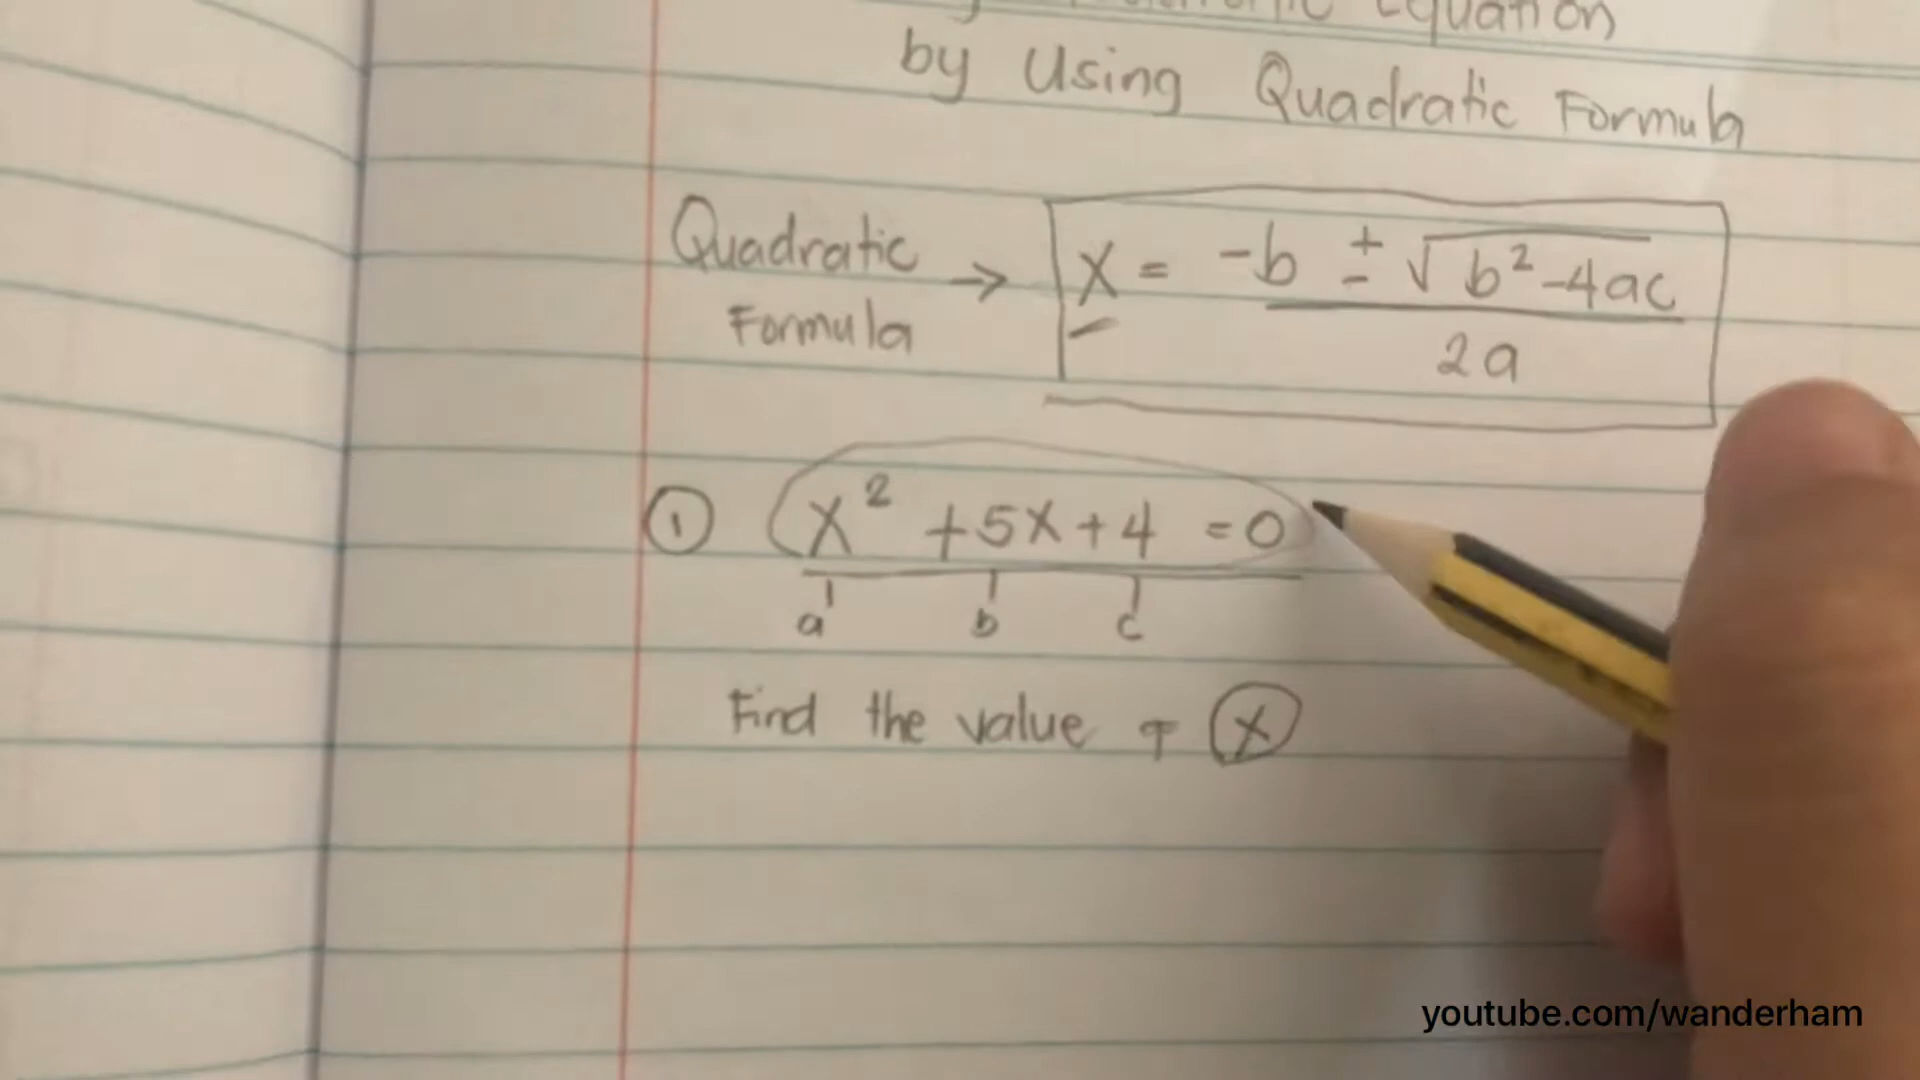 Equation
by Using Quadratic Formula
Quadratic
Formula → x = -b ± √b²-4ac
2a
① x² +5x+4 =0
a b c
Find the value x
youtube.com/wanderham